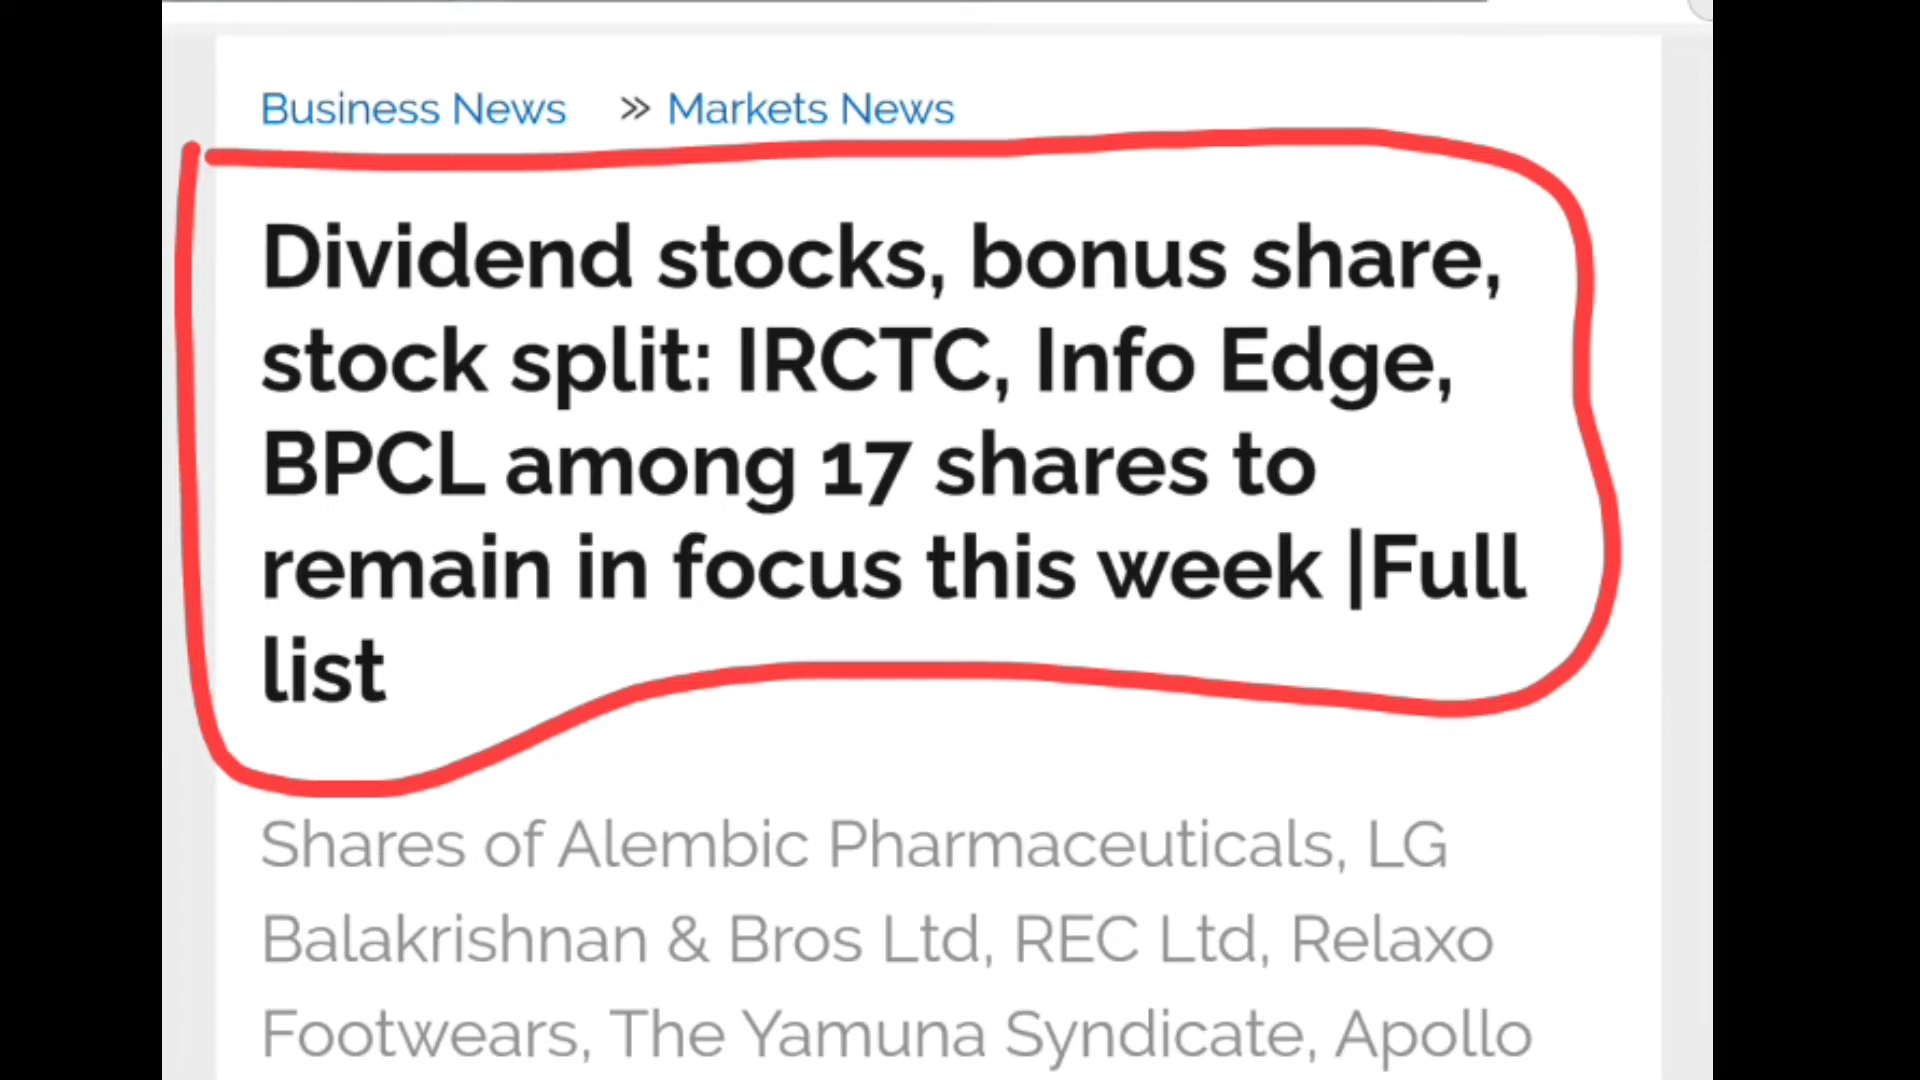 Business News » Markets News
Dividend stocks, bonus share,
stock split: IRCTC, Info Edge,
BPCL among 17 shares to
remain in focus this week |Full
list
Shares of Alembic Pharmaceuticals, LG
Balakrishnan & Bros Ltd, REC Ltd, Relaxo
Footwears, The Yamuna Syndicate, Apollo